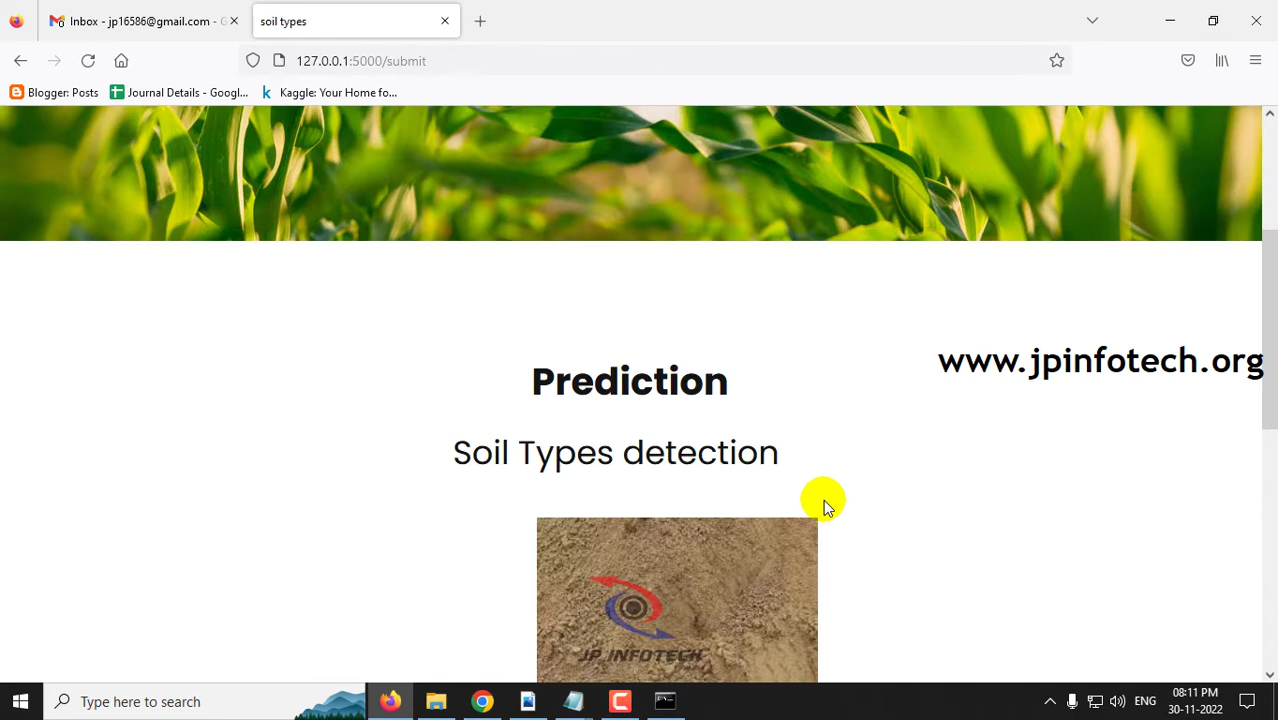 Inbox - jp16586@gmail.com - G
soil types
127.0.0.1:5000/submit
Blogger: Posts
Journal Details - Googl...
Kaggle: Your Home fo...
www.jpinfotech.org
Prediction
Soil Types detection
JP INFOTECH
Type here to search
ENG
08:11 PM
30-11-2022